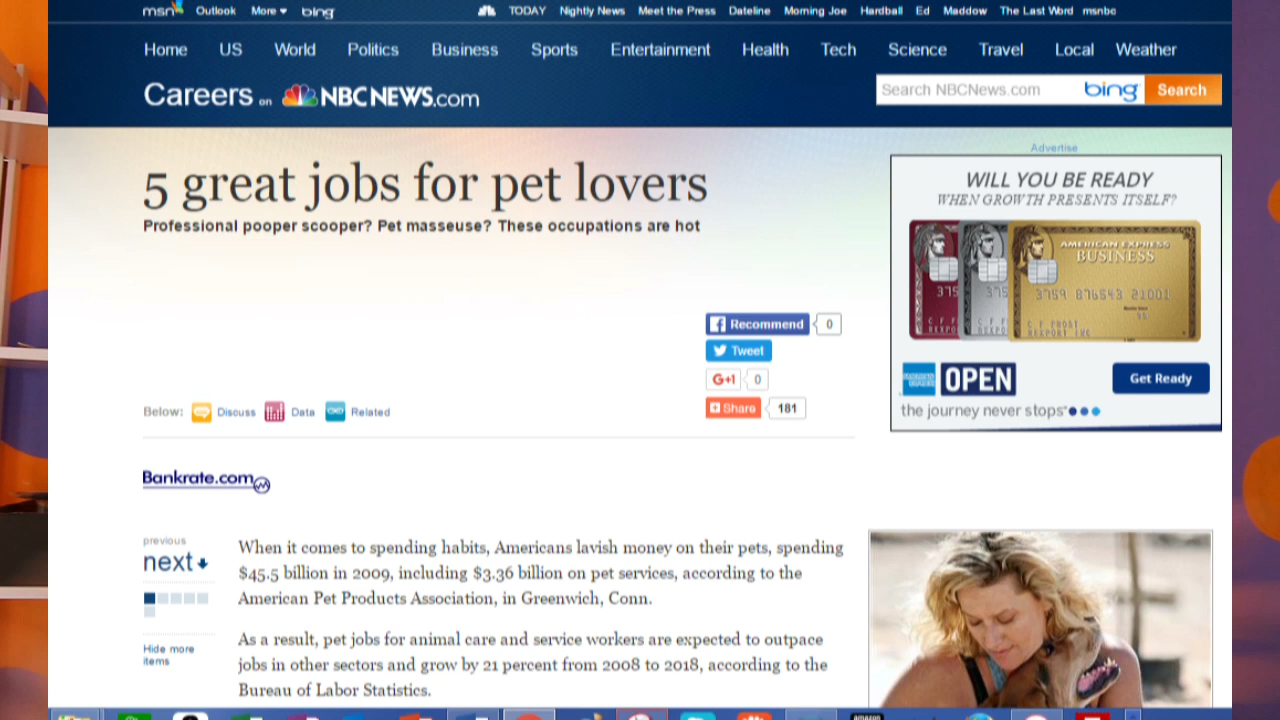 msn Outlook More bing TODAY Nightly News Meet the Press Dateline Morning Joe Hardball Ed Maddow The Last Word msnbc
Home US World Politics Business Sports Entertainment Health Tech Science Travel Local Weather
Careers on NBCNEWS.com
Search NBCNews.com bing Search
Advertise
5 great jobs for pet lovers
Professional pooper scooper? Pet masseuse? These occupations are hot
WILL YOU BE READY
WHEN GROWTH PRESENTS ITSELF?
AMERICAN EXPRESS
BUSINESS
375 375 3759 876543 21001
C F FROST
REXPORT INC
OPEN
Get Ready
the journey never stops
Recommend 0
Tweet
G+1 0
Share 181
Below: Discuss Data Related
Bankrate.com
previous
next
Hide more
items
When it comes to spending habits, Americans lavish money on their pets, spending
$45.5 billion in 2009, including $3.36 billion on pet services, according to the
American Pet Products Association, in Greenwich, Conn.
As a result, pet jobs for animal care and service workers are expected to outpace
jobs in other sectors and grow by 21 percent from 2008 to 2018, according to the
Bureau of Labor Statistics.
amazon